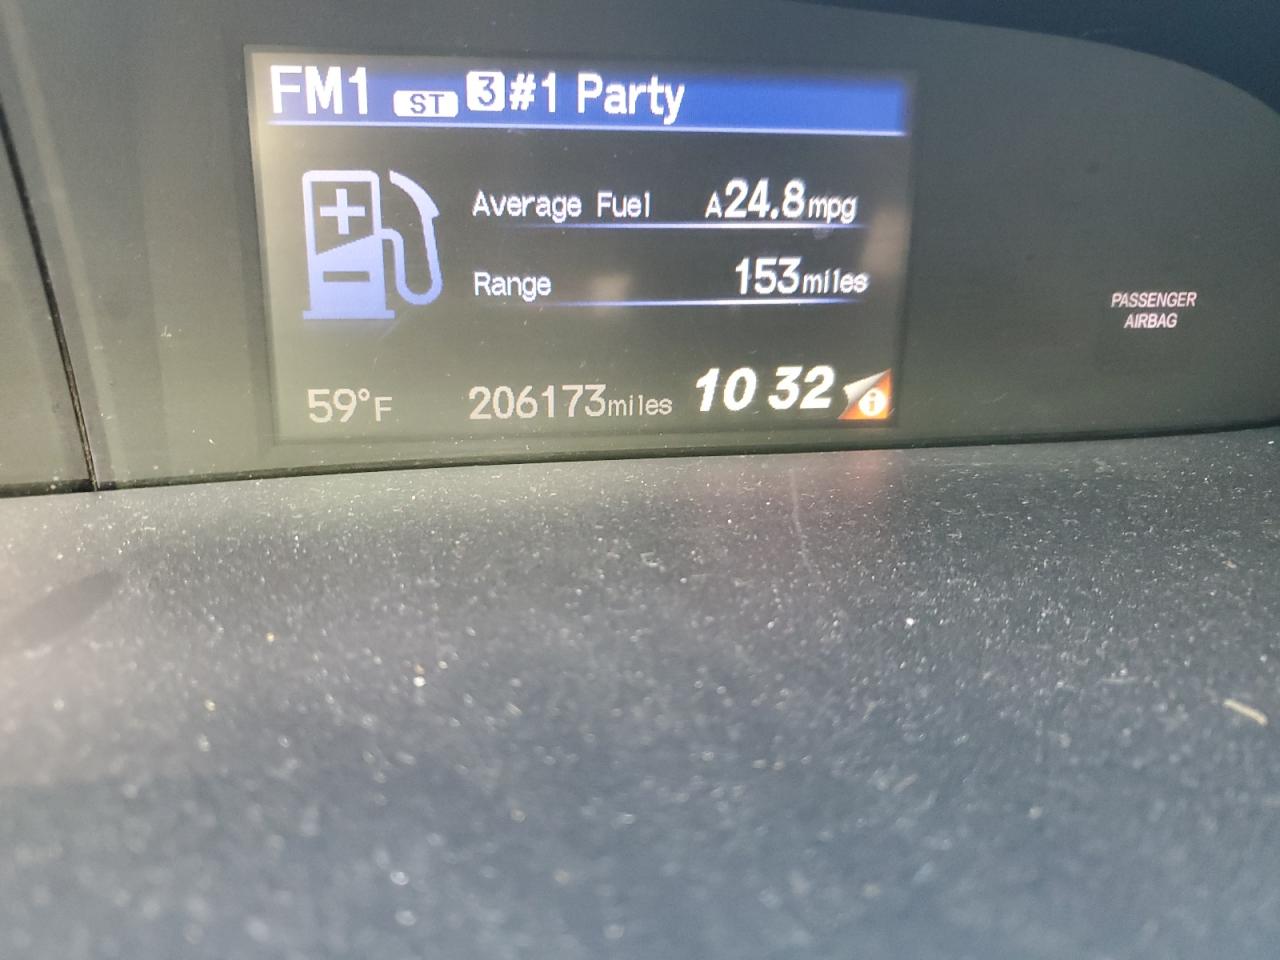 FM1 ST 3 #1 Party
Average Fuel A24.8mpg
Range 153miles
59°F 206173miles 10 32 i
PASSENGER
AIRBAG